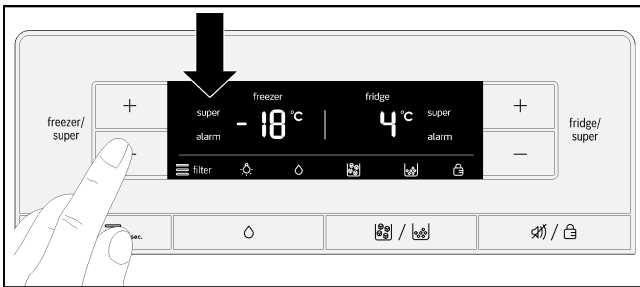 freezer fridge
super super
-18 °C 4 °C
alarm alarm
filter
freezer/
super
+
+
–
fridge/
super
sec.
/
/